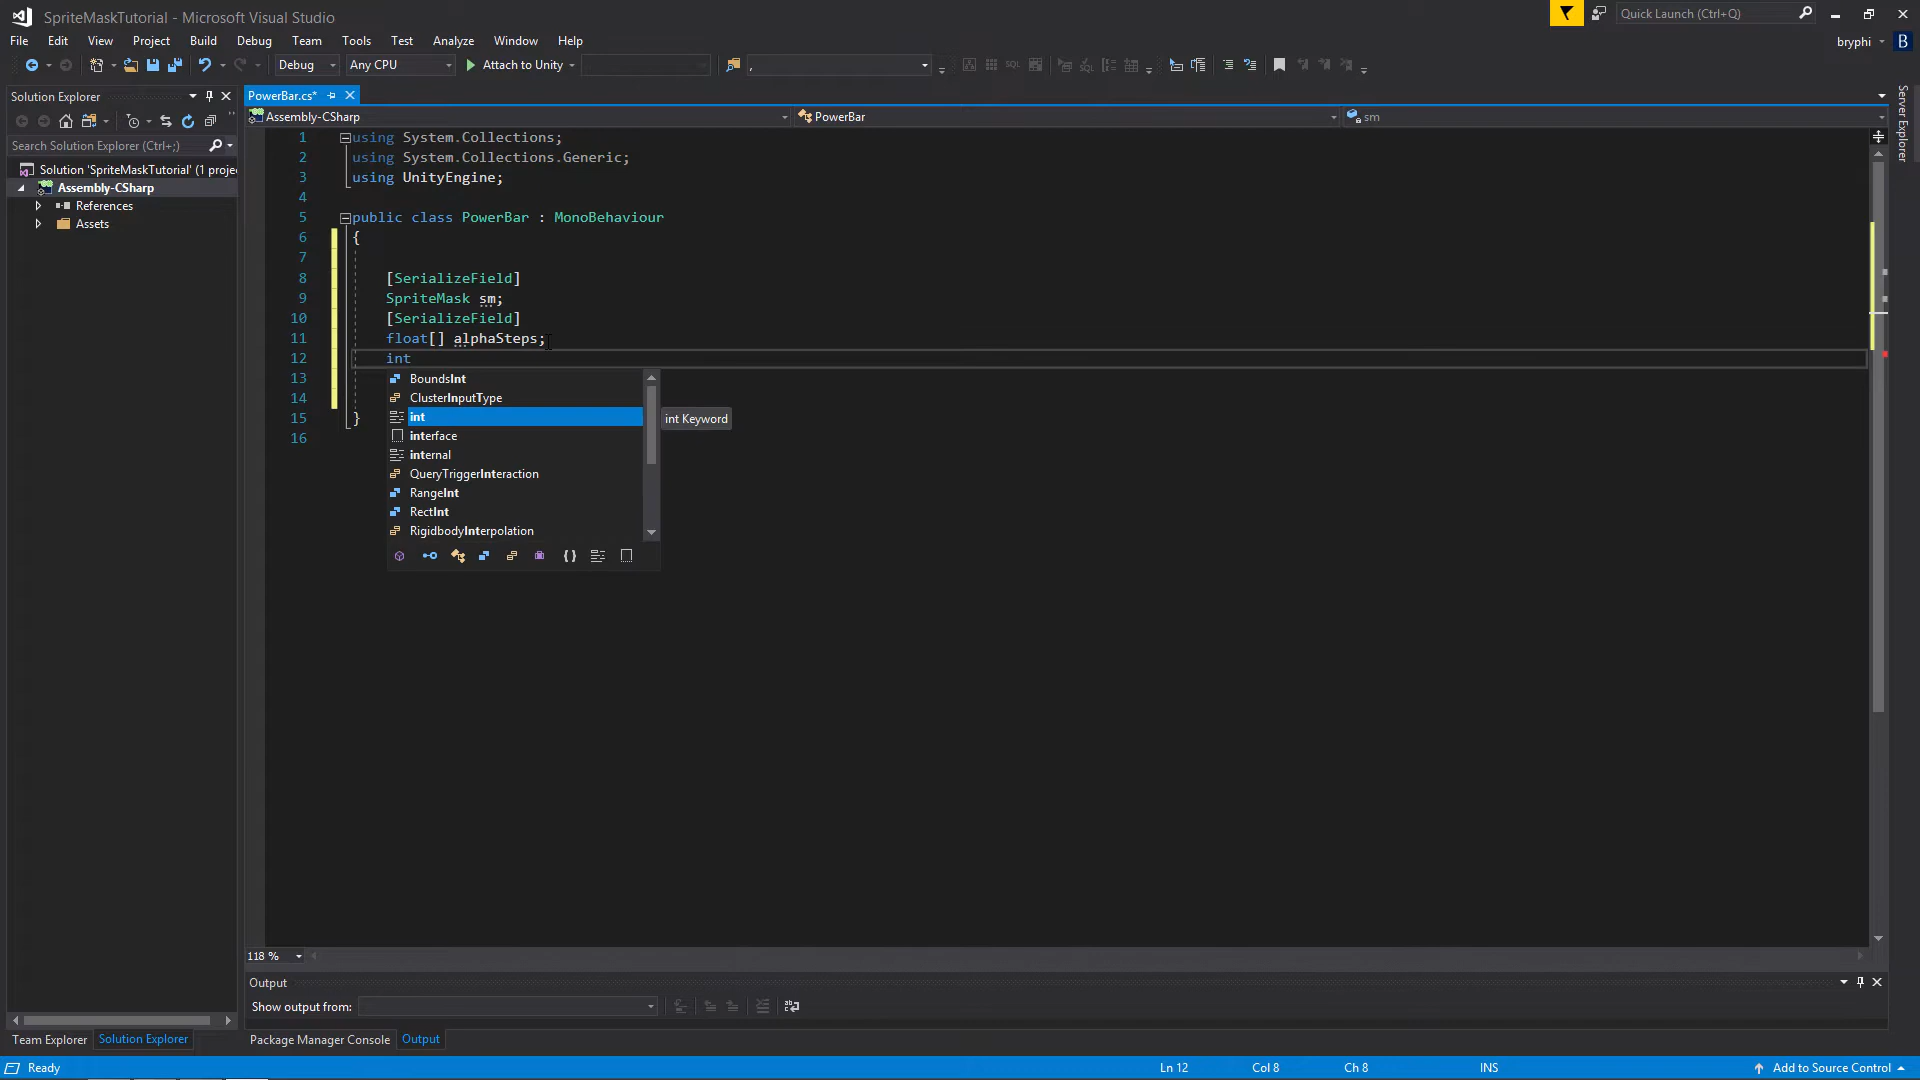 SpriteMaskTutorial - Microsoft Visual Studio
Quick Launch (Ctrl+Q)
File Edit View Project Build Debug Team Tools Test Analyze Window Help
bryphi B
Debug Any CPU Attach to Unity ,
Solution Explorer
PowerBar.cs*
Server Explorer
Assembly-CSharp PowerBar sm
Search Solution Explorer (Ctrl+;)
Solution 'SpriteMaskTutorial' (1 projec
Assembly-CSharp
References
Assets
1 using System.Collections;
2 using System.Collections.Generic;
3 using UnityEngine;
4
5 public class PowerBar : MonoBehaviour
6 {
7
8 [SerializeField]
9 SpriteMask sm;
10 [SerializeField]
11 float[] alphaSteps;
12 int
13
14
15 }
16
BoundsInt
ClusterInputType
int
interface
internal
QueryTriggerInteraction
RangeInt
RectInt
RigidbodyInterpolation
int Keyword
118 %
Output
Show output from:
Team Explorer Solution Explorer Package Manager Console Output
Ready Ln 12 Col 8 Ch 8 INS Add to Source Control